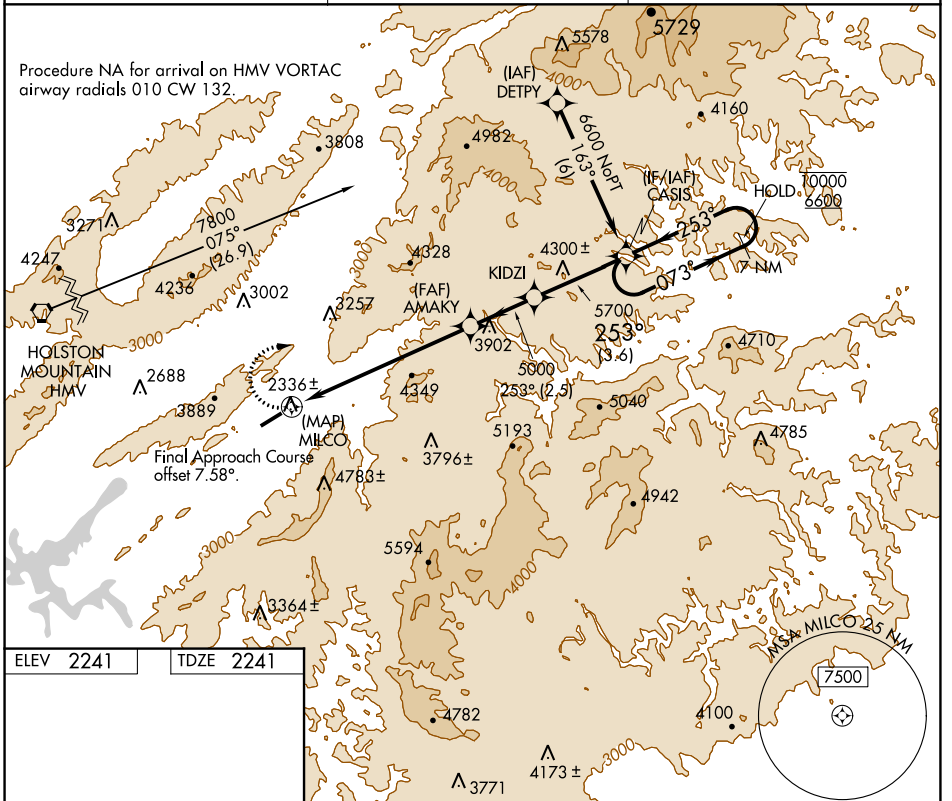 5578
5729
Procedure NA for arrival on HMV VORTAC
airway radials 010 CW 132.
(IAF)
DETPY
4000
4160
3808
4982
6600 NoPT
163°
(6)
4000
(IF/IAF)
CASIS
HOLD
10000
6600
3271
7800
075°
(26.9)
253°
073°
7 NM
4247
4236
4328
4300 ±
KIDZI
3002
3257
(FAF)
AMAKY
5700
253°
(3.6)
3902
HOLSTON
MOUNTAIN
HMV
3000
4710
5000
253° (2.5)
2688
3889
2336 ±
4349
5040
(MAP)
MILCO
5193
4785
Final Approach Course
offset 7.58°.
3796 ±
4783 ±
4942
3000
5594
4000
3364 ±
MSA MILCO 25 NM
ELEV 2241
TDZE 2241
7500
4782
4100
3000
4173 ±
3771